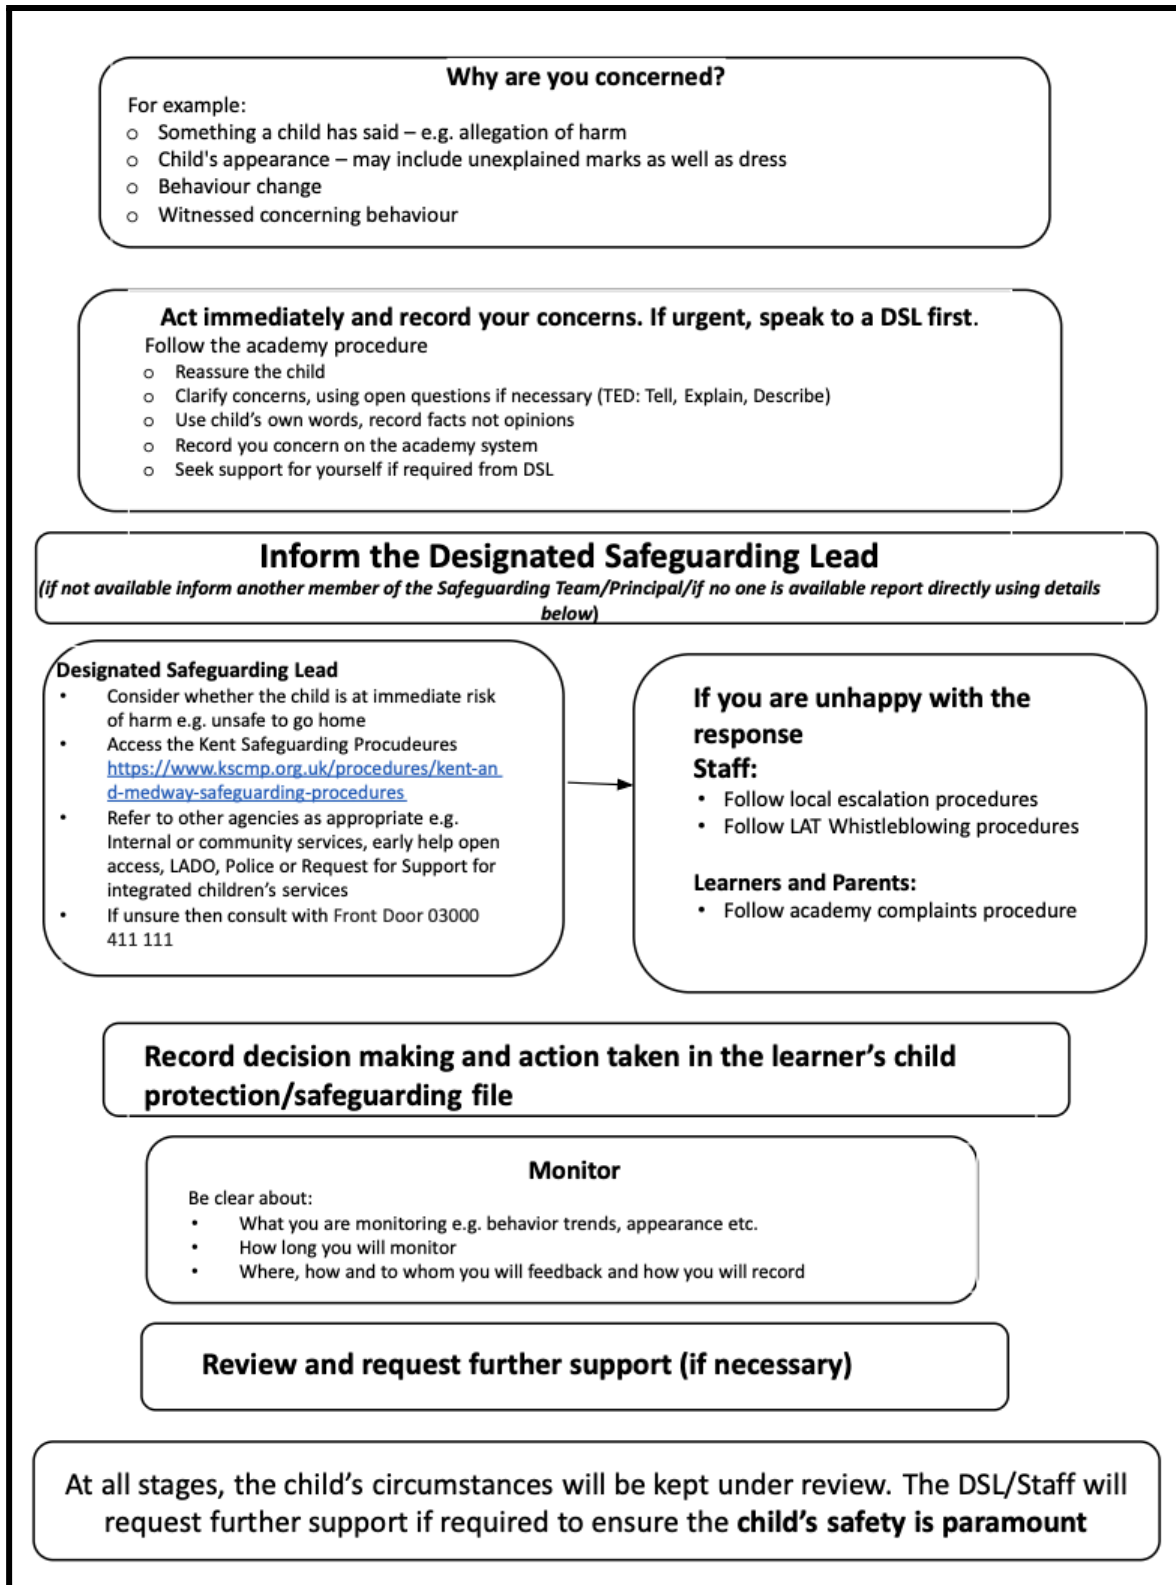 Why are you concerned?
For example:
o Something a child has said – e.g. allegation of harm
o Child's appearance – may include unexplained marks as well as dress
o Behaviour change
o Witnessed concerning behaviour
Act immediately and record your concerns. If urgent, speak to a DSL first.
Follow the academy procedure
o Reassure the child
o Clarify concerns, using open questions if necessary (TED: Tell, Explain, Describe)
o Use child's own words, record facts not opinions
o Record you concern on the academy system
o Seek support for yourself if required from DSL
Inform the Designated Safeguarding Lead
(if not available inform another member of the Safeguarding Team/Principal/if no one is available report directly using details
below)
Designated Safeguarding Lead
• Consider whether the child is at immediate risk
of harm e.g. unsafe to go home
• Access the Kent Safeguarding Procudeures
https://www.kscmp.org.uk/procedures/kent-an
d-medway-safeguarding-procedures
• Refer to other agencies as appropriate e.g.
Internal or community services, early help open
access, LADO, Police or Request for Support for
integrated children's services
• If unsure then consult with Front Door 03000
411 111
If you are unhappy with the
response
Staff:
• Follow local escalation procedures
• Follow LAT Whistleblowing procedures
Learners and Parents:
• Follow academy complaints procedure
Record decision making and action taken in the learner's child
protection/safeguarding file
Monitor
Be clear about:
• What you are monitoring e.g. behavior trends, appearance etc.
• How long you will monitor
• Where, how and to whom you will feedback and how you will record
Review and request further support (if necessary)
At all stages, the child's circumstances will be kept under review. The DSL/Staff will
request further support if required to ensure the child's safety is paramount